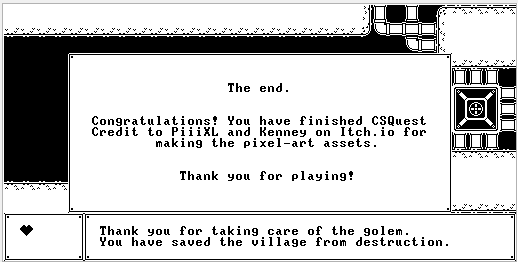 The end.
Congratulations! You have finished CSQuest
Credit to PiiiXL and Kenney on Itch.io for
making the pixel-art assets.
Thank you for playing!
Thank you for taking care of the golem.
You have saved the village from destruction.